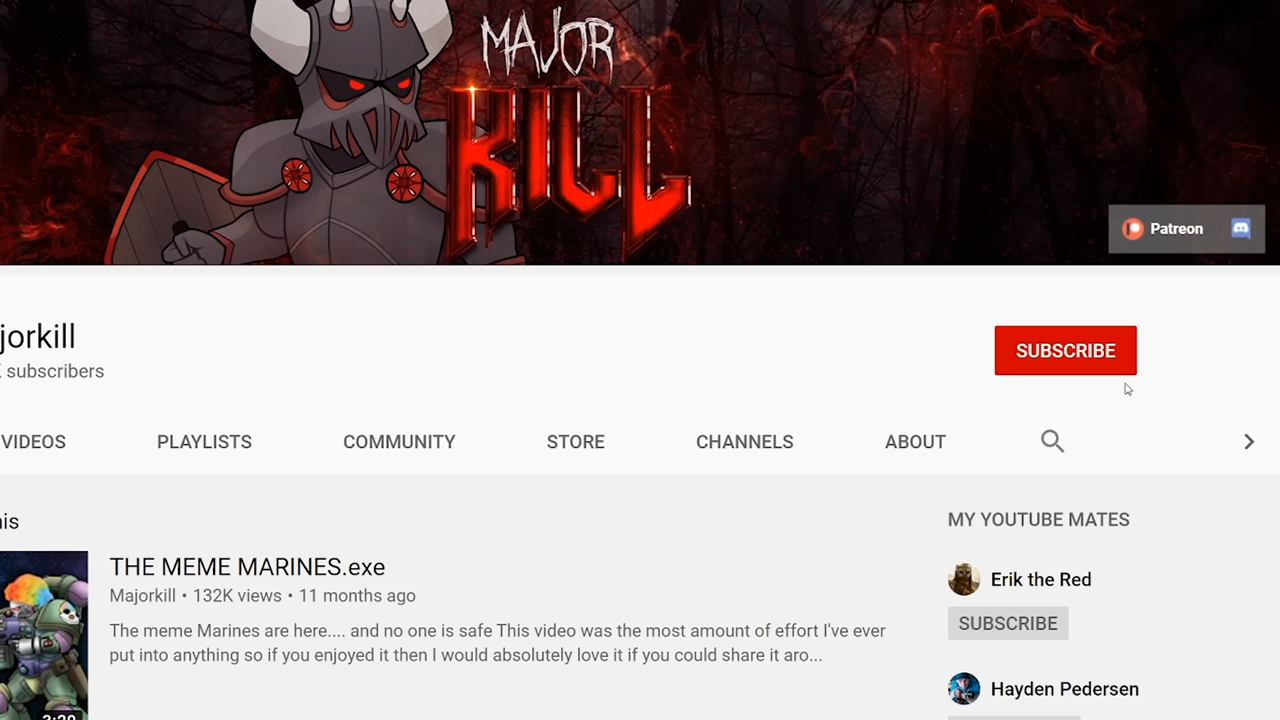 MAJOR
KILL
Patreon
jorkill
subscribers
SUBSCRIBE
VIDEOS
PLAYLISTS
COMMUNITY
STORE
CHANNELS
ABOUT
is
MY YOUTUBE MATES
THE MEME MARINES.exe
Majorkill • 132K views • 11 months ago
The meme Marines are here.... and no one is safe This video was the most amount of effort I've ever
put into anything so if you enjoyed it then I would absolutely love it if you could share it aro...
Erik the Red
SUBSCRIBE
Hayden Pedersen